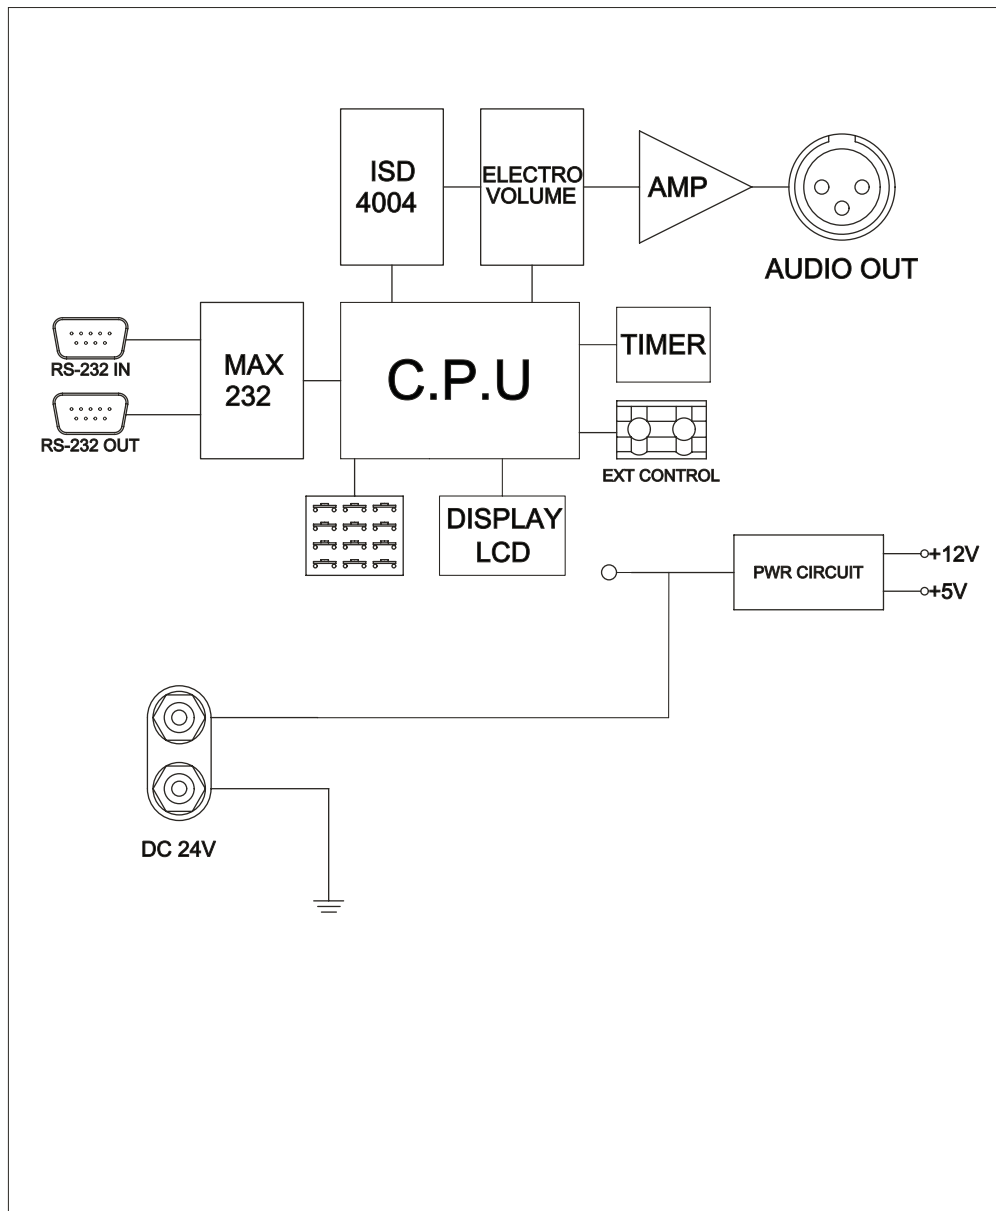 ISD
4004
ELECTRO
VOLUME
AMP
AUDIO OUT
RS-232 IN
RS-232 OUT
MAX
232
C.P.U
TIMER
EXT CONTROL
DISPLAY
LCD
PWR CIRCUIT
+12V
+5V
DC 24V